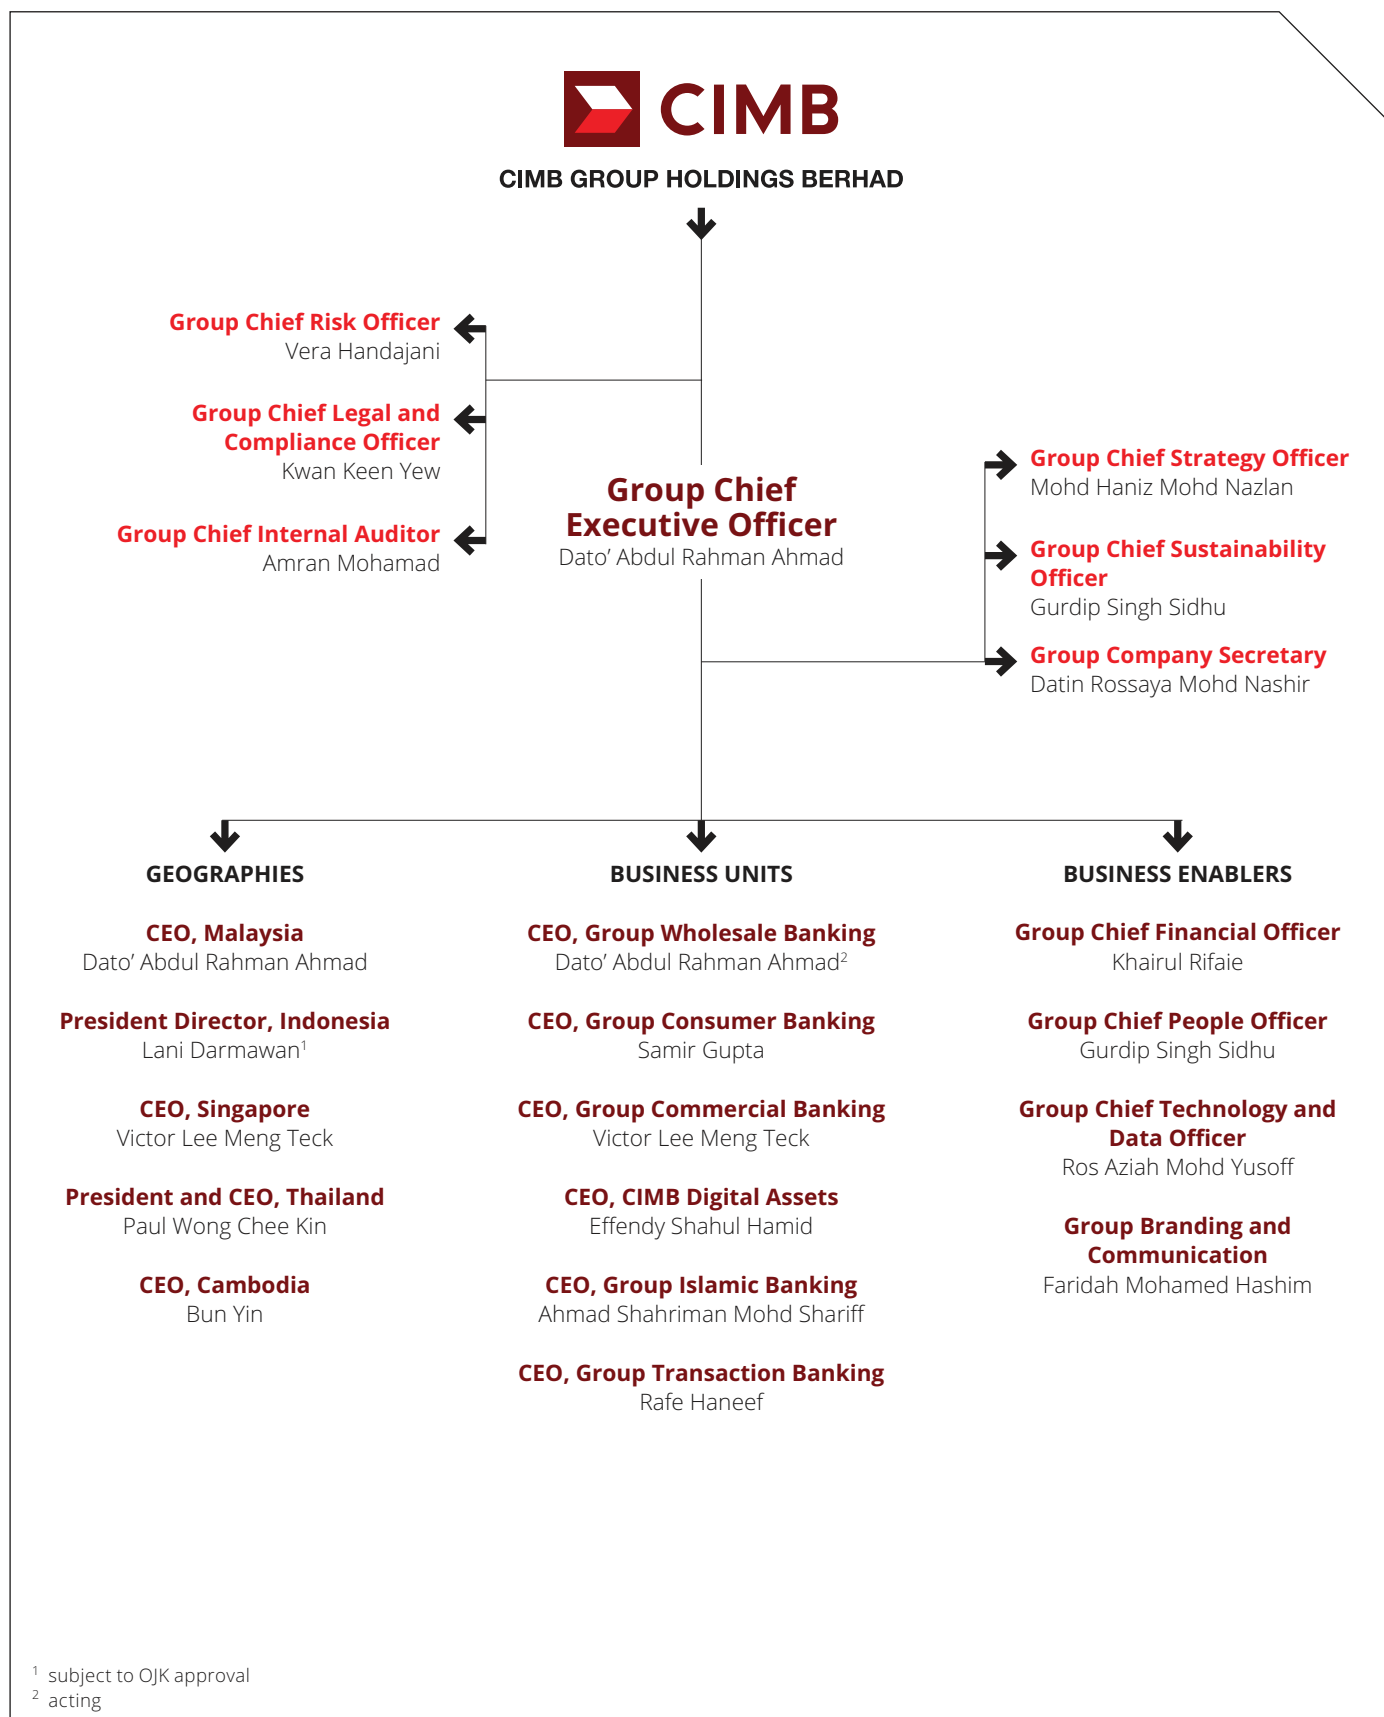 CIMB
CIMB GROUP HOLDINGS BERHAD
Group Chief Risk Officer
Vera Handajani
Group Chief Legal and
Compliance Officer
Kwan Keen Yew
Group Chief Internal Auditor
Amran Mohamad
Group Chief
Executive Officer
Dato’ Abdul Rahman Ahmad
Group Chief Strategy Officer
Mohd Haniz Mohd Nazlan
Group Chief Sustainability
Officer
Gurdip Singh Sidhu
Group Company Secretary
Datin Rossaya Mohd Nashir
GEOGRAPHIES
CEO, Malaysia
Dato’ Abdul Rahman Ahmad
President Director, Indonesia
Lani Darmawan¹
CEO, Singapore
Victor Lee Meng Teck
President and CEO, Thailand
Paul Wong Chee Kin
CEO, Cambodia
Bun Yin
BUSINESS UNITS
CEO, Group Wholesale Banking
Dato’ Abdul Rahman Ahmad²
CEO, Group Consumer Banking
Samir Gupta
CEO, Group Commercial Banking
Victor Lee Meng Teck
CEO, CIMB Digital Assets
Effendy Shahul Hamid
CEO, Group Islamic Banking
Ahmad Shahriman Mohd Shariff
CEO, Group Transaction Banking
Rafe Haneef
BUSINESS ENABLERS
Group Chief Financial Officer
Khairul Rifaie
Group Chief People Officer
Gurdip Singh Sidhu
Group Chief Technology and
Data Officer
Ros Aziah Mohd Yusoff
Group Branding and
Communication
Faridah Mohamed Hashim
¹ subject to OJK approval
² acting